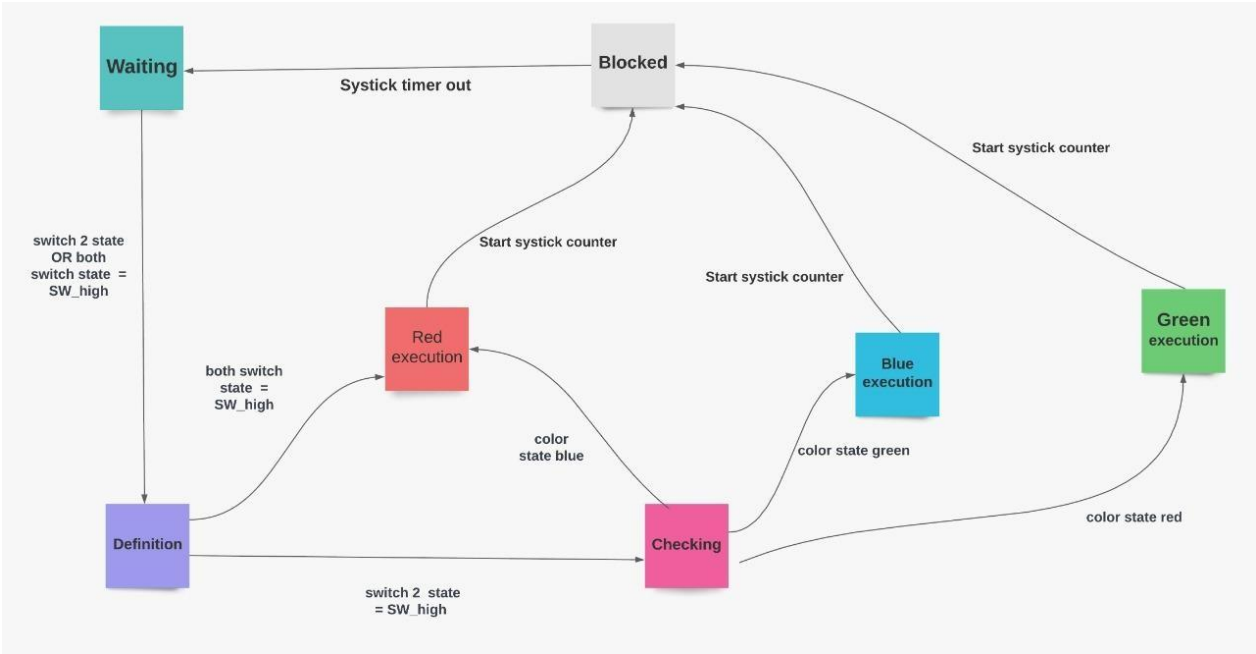 Waiting
Blocked
Systick timer out
Start systick counter
switch 2 state
OR both
switch state =
SW_high
Start systick counter
Start systick counter
Green
execution
Red
execution
Blue
execution
both switch
state =
SW_high
color
state blue
color state green
color state red
Definition
Checking
switch 2 state
= SW_high